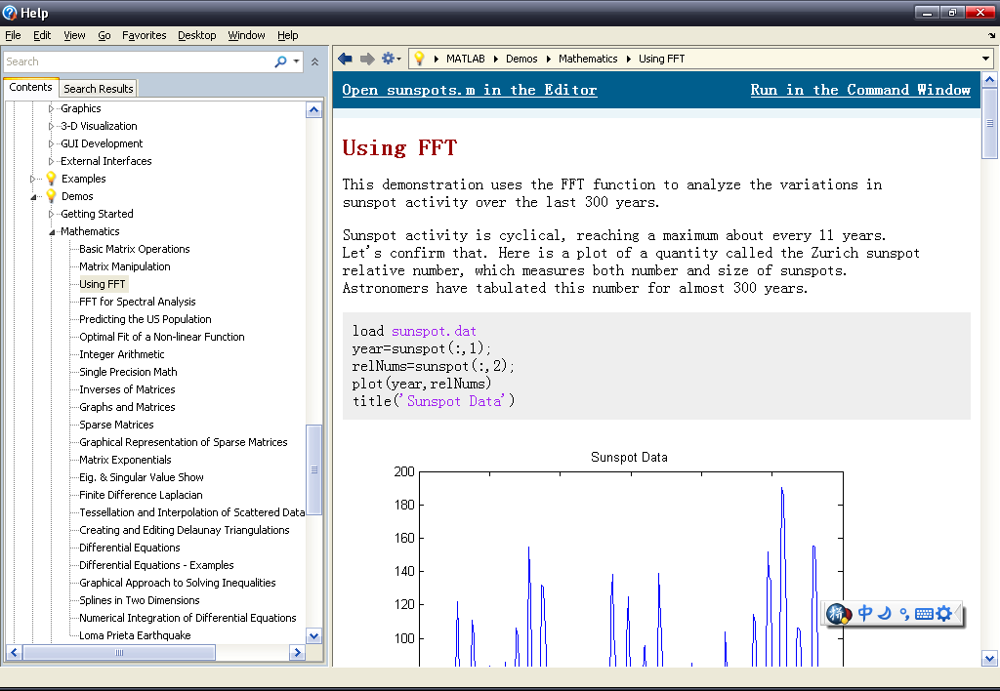 Help
File Edit View Go Favorites Desktop Window Help
Search
Contents Search Results
Graphics
3-D Visualization
GUI Development
External Interfaces
Examples
Demos
Getting Started
Mathematics
Basic Matrix Operations
Matrix Manipulation
Using FFT
FFT for Spectral Analysis
Predicting the US Population
Optimal Fit of a Non-linear Function
Integer Arithmetic
Single Precision Math
Inverses of Matrices
Graphs and Matrices
Sparse Matrices
Graphical Representation of Sparse Matrices
Matrix Exponentials
Eig. & Singular Value Show
Finite Difference Laplacian
Tessellation and Interpolation of Scattered Data
Creating and Editing Delaunay Triangulations
Differential Equations
Differential Equations - Examples
Graphical Approach to Solving Inequalities
Splines in Two Dimensions
Numerical Integration of Differential Equations
Loma Prieta Earthquake
MATLAB Demos Mathematics Using FFT
Open sunspots.m in the Editor Run in the Command Window
Using FFT
This demonstration uses the FFT function to analyze the variations in
sunspot activity over the last 300 years.
Sunspot activity is cyclical, reaching a maximum about every 11 years.
Let's confirm that. Here is a plot of a quantity called the Zurich sunspot
relative number, which measures both number and size of sunspots.
Astronomers have tabulated this number for almost 300 years.
load sunspot.dat
year=sunspot(:,1);
relNums=sunspot(:,2);
plot(year,relNums)
title('Sunspot Data')
Sunspot Data
200
180
160
140
120
100
中